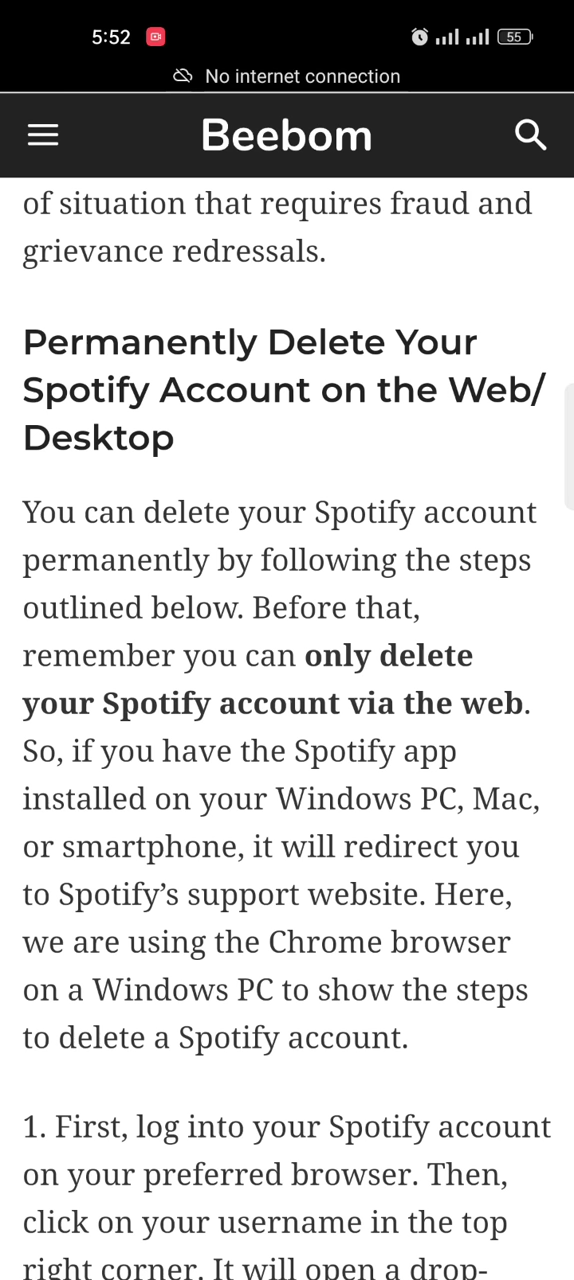 5:52
55
No internet connection
Beebom
of situation that requires fraud and
grievance redressals.
Permanently Delete Your
Spotify Account on the Web/
Desktop
You can delete your Spotify account
permanently by following the steps
outlined below. Before that,
remember you can only delete
your Spotify account via the web.
So, if you have the Spotify app
installed on your Windows PC, Mac,
or smartphone, it will redirect you
to Spotify’s support website. Here,
we are using the Chrome browser
on a Windows PC to show the steps
to delete a Spotify account.
1. First, log into your Spotify account
on your preferred browser. Then,
click on your username in the top
right corner. It will open a drop-